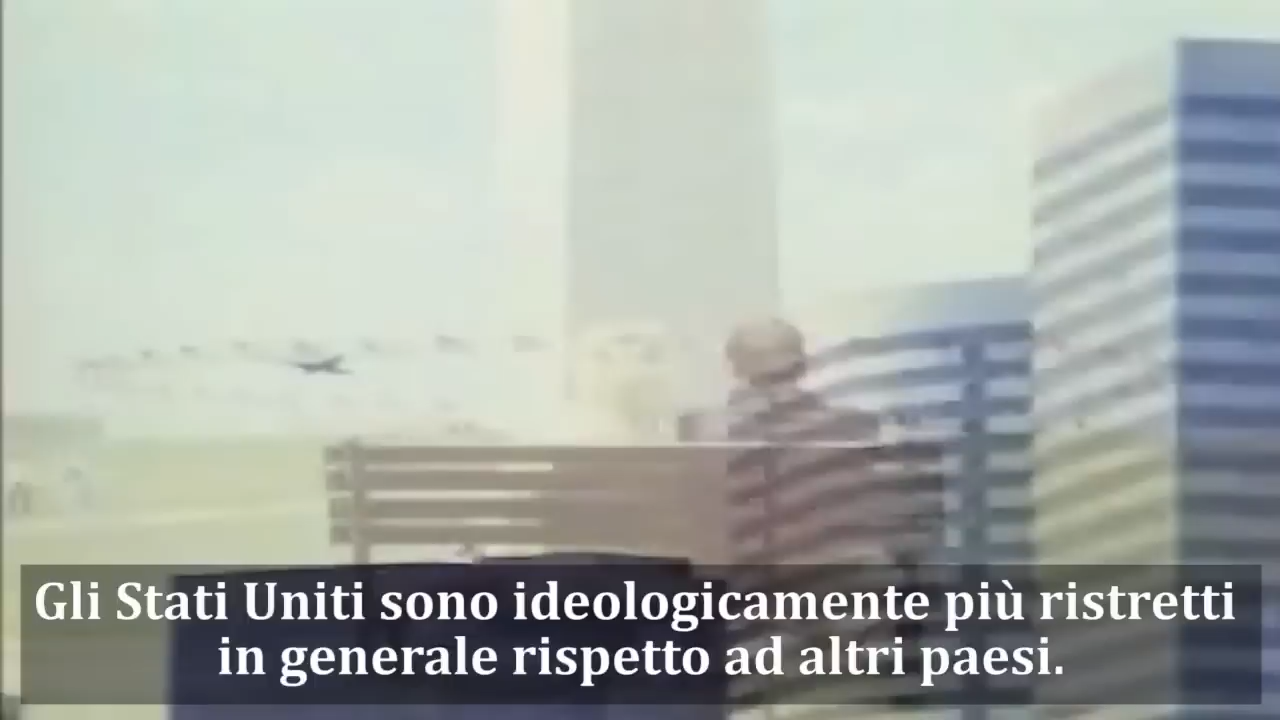 Gli Stati Uniti sono ideologicamente più ristretti
in generale rispetto ad altri paesi.